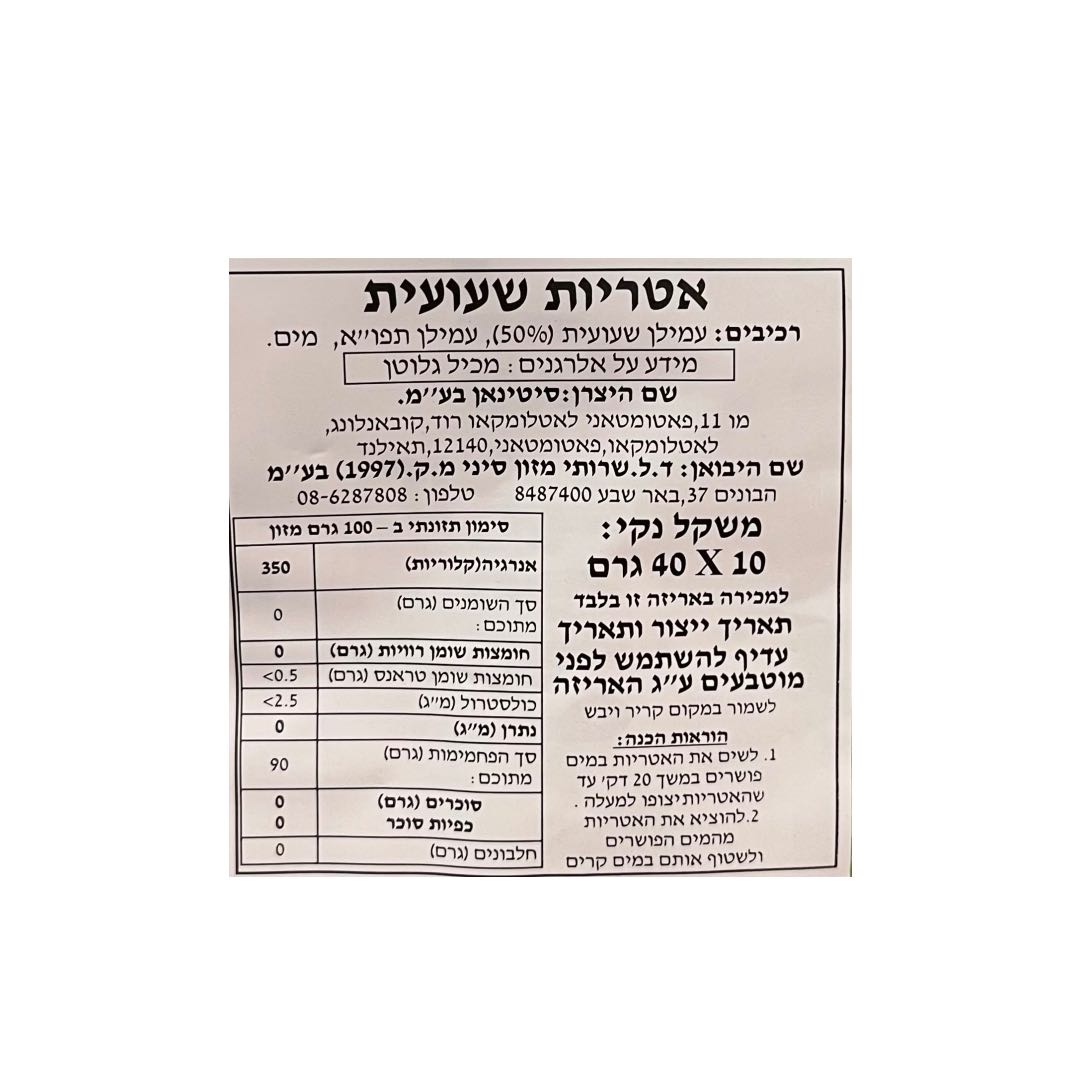 אטריות שעועית
רכיבים: עמילן שעועית (50%), עמילן תפו״א, מים.
מידע על אלרגנים: מכיל גלוטן
שם היצרן:סיטינאן בע״מ.
מו 11,פאטומטאני לאטלומקאו רוד,קובאנלונג,
לאטלומקאו,פאטומטאני,12140,תאילנד
שם היבואן: ד.ל.שרותי מזון סיני מ.ק.(1997) בע״מ
הבונים 37,באר שבע 8487400 טלפון: 08-6287808
משקל נקי:
10 X 40 גרם
למכירה באריזה זו בלבד
תאריך ייצור ותאריך
עדיף להשתמש לפני
מוטבעים ע״ג האריזה
לשמור במקום קריר ויבש
הוראות הכנה:
1. לשים את האטריות במים
פושרים במשך 20 דק׳ עד
שהאטריות יצופו למעלה.
2.להוציא את האטריות
מהמים הפושרים
ולשטוף אותם במים קרים
סימון תזונתי ב – 100 גרם מזון
אנרגיה(קלוריות) 350
סך השומנים (גרם) 0
מתוכם:
חומצות שומן רוויות (גרם) 0
חומצות שומן טראנס (גרם) <0.5
כולסטרול (מ״ג) <2.5
נתרן (מ״ג) 0
סך הפחמימות (גרם) 90
מתוכם:
סוכרים (גרם) 0
כפיות סוכר 0
חלבונים (גרם) 0